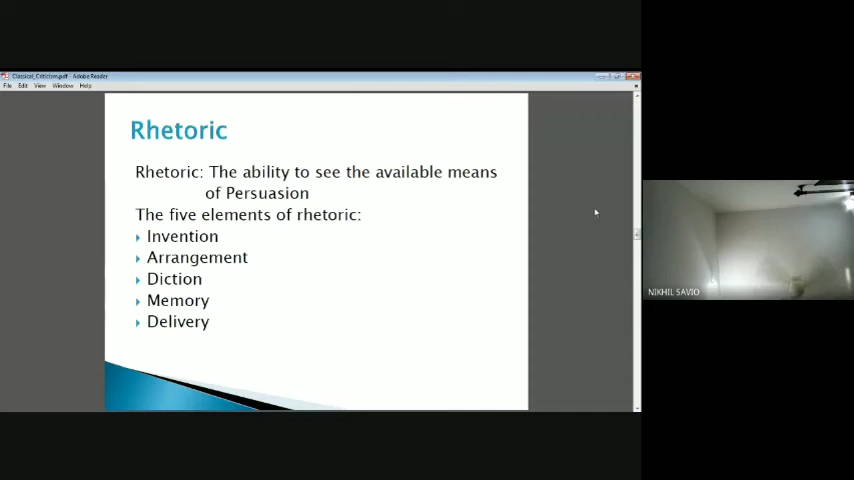 Classical_Criticism.pdf - Adobe Reader
File Edit View Window Help
Rhetoric
Rhetoric: The ability to see the available means
of Persuasion
The five elements of rhetoric:
Invention
Arrangement
Diction
Memory
Delivery
NIKHIL SAVIO